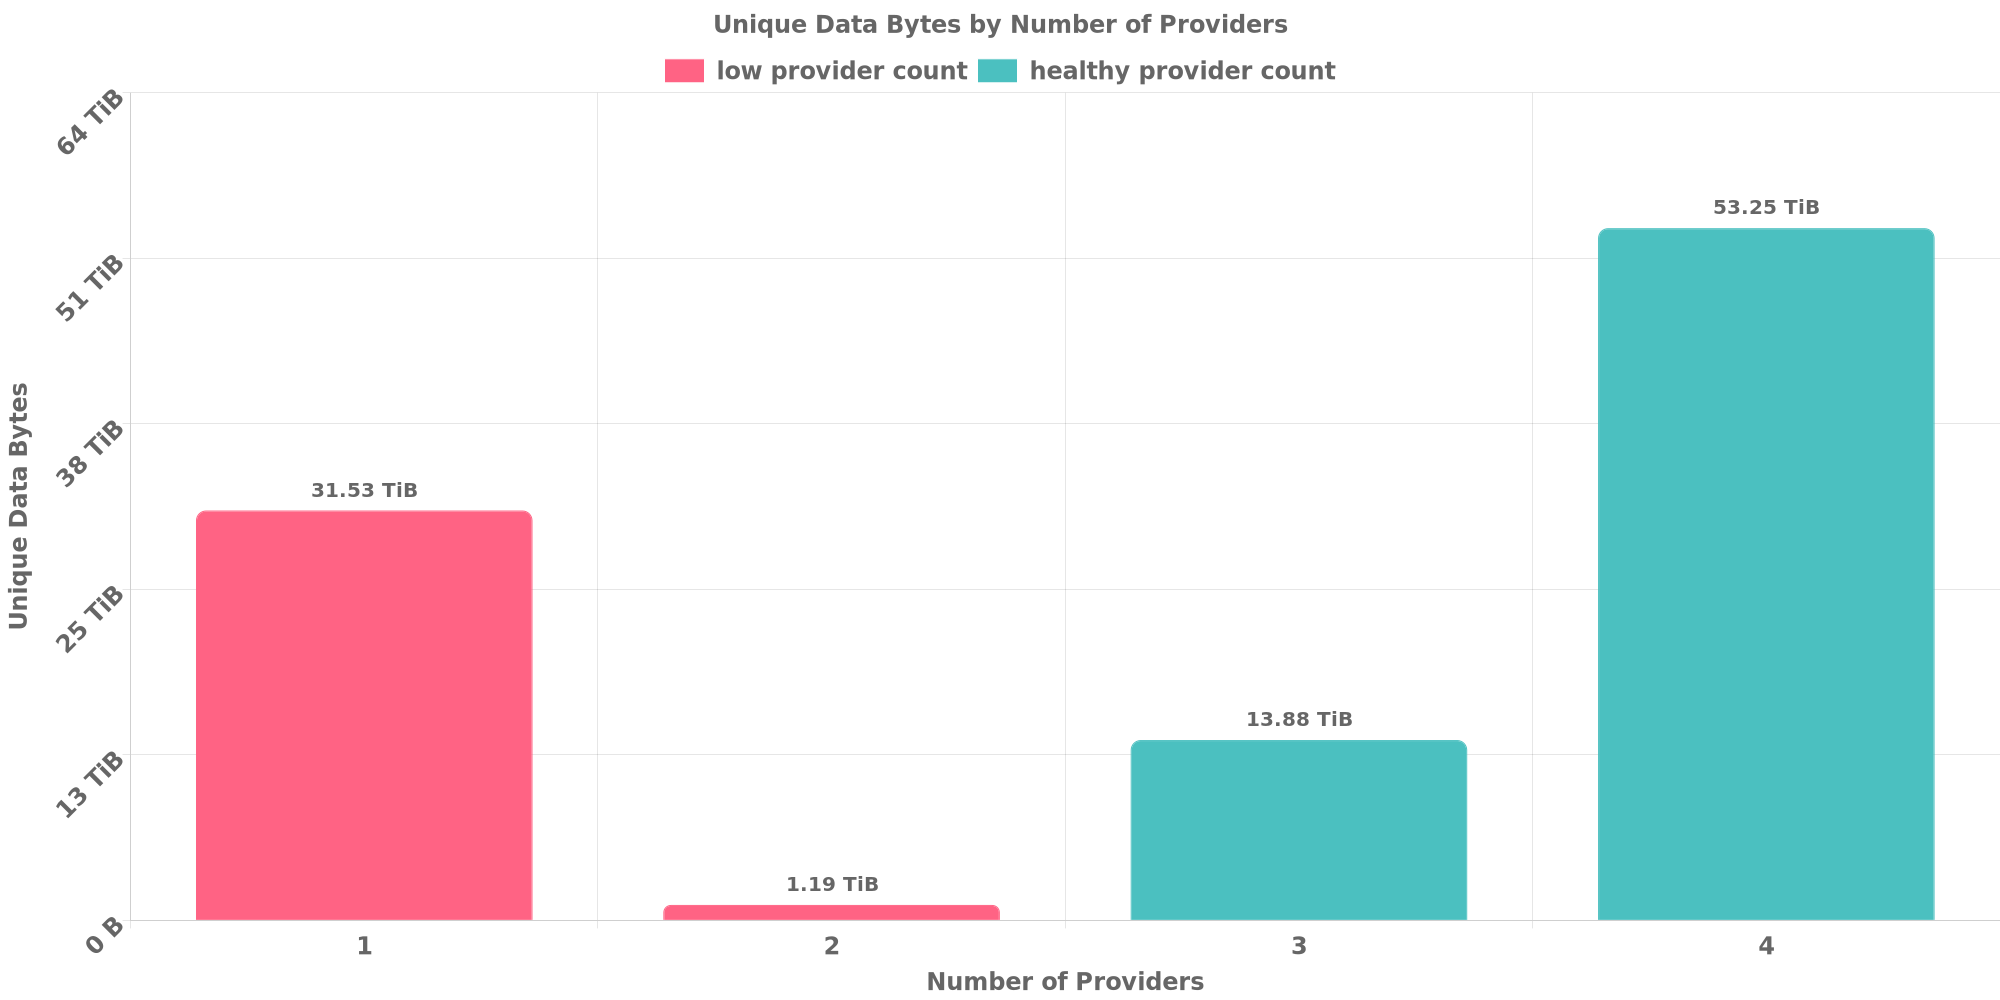 Unique Data Bytes by Number of Providers
low provider count
healthy provider count
64 TiB
51 TiB
38 TiB
25 TiB
13 TiB
0 B
Unique Data Bytes
31.53 TiB
1.19 TiB
13.88 TiB
53.25 TiB
1
2
3
4
Number of Providers